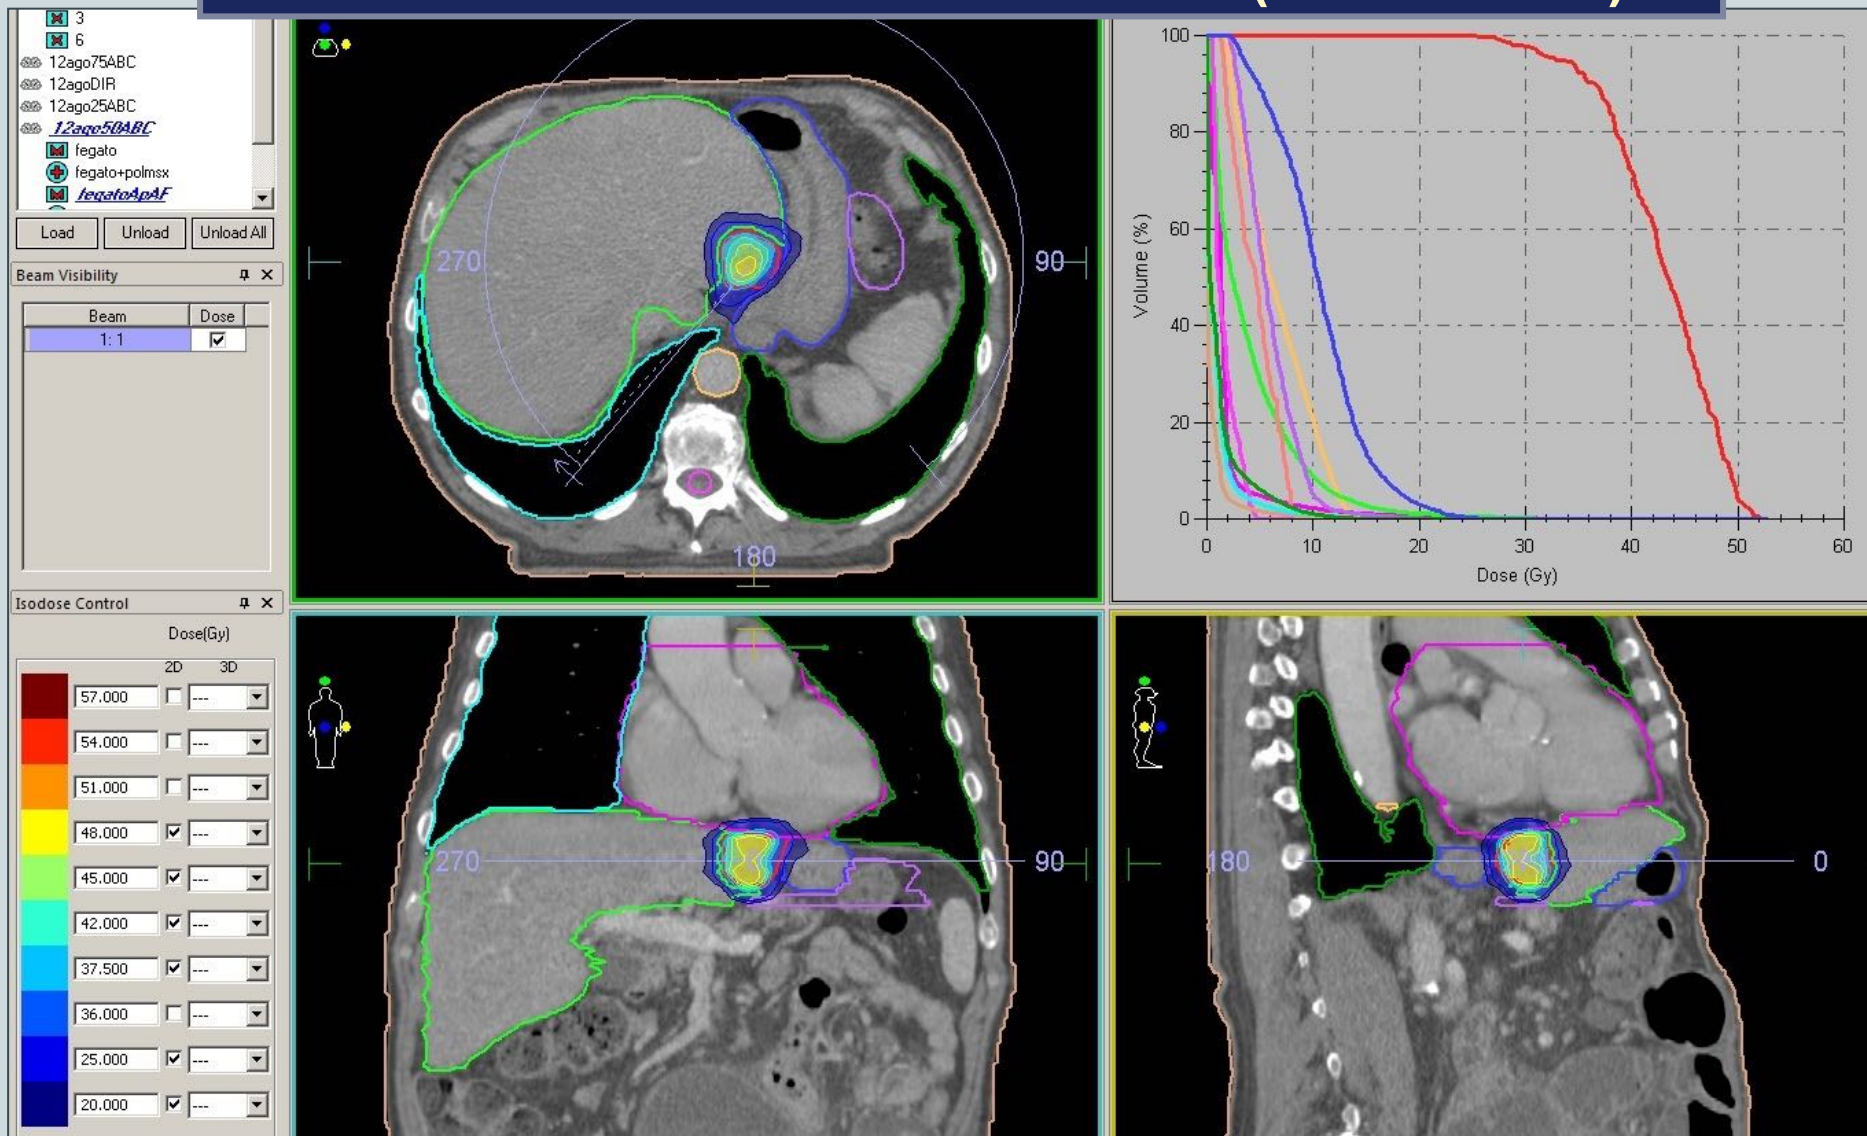 3
6
12ago75ABC
12agoDIR
12ago25ABC
12ago50ABC
fegato
fegato+polmsx
fegatoApAF
Load Unload Unload All
Beam Visibility
Beam Dose
1: 1
Isodose Control
Dose(Gy)
2D 3D
57.000 ---
54.000 ---
51.000 ---
48.000 ---
45.000 ---
42.000 ---
37.500 ---
36.000 ---
25.000 ---
20.000 ---
270
90
180
100
80
60
40
20
0
Volume (%)
0 10 20 30 40 50 60
Dose (Gy)
270
90
180
0